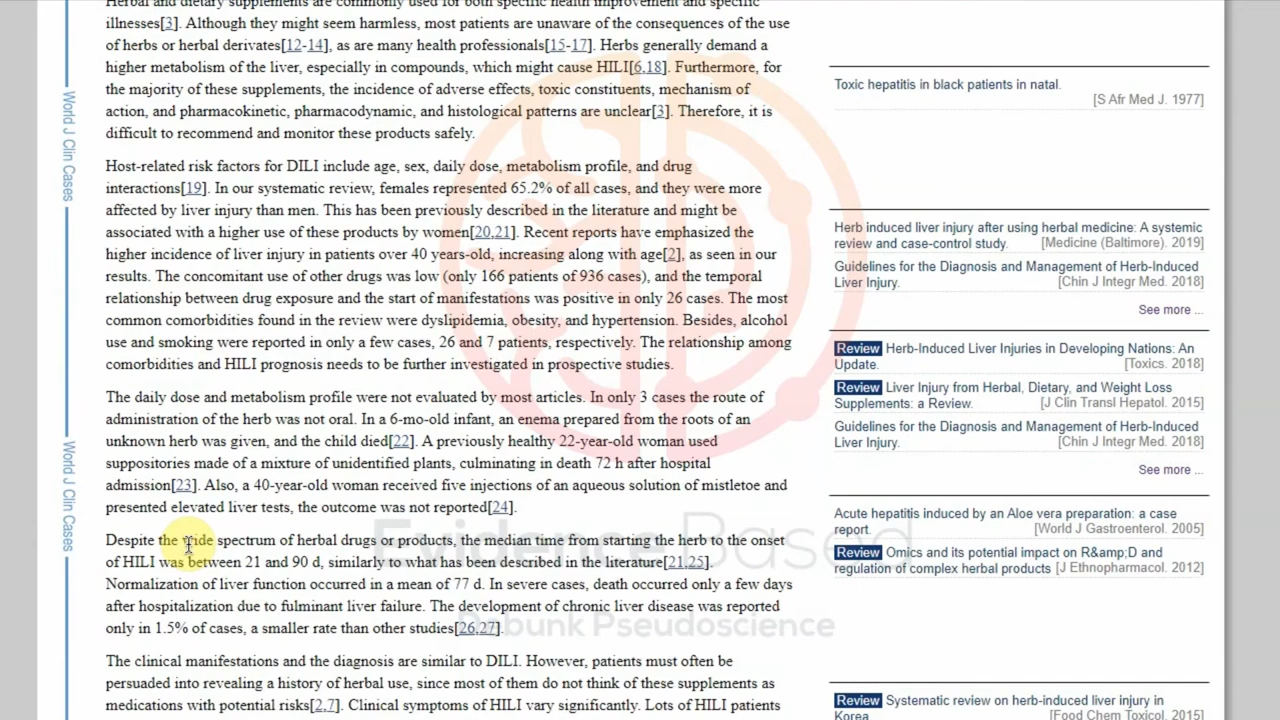 Herbal and dietary supplements are commonly used for both specific health improvement and specific
illnesses[3]. Although they might seem harmless, most patients are unaware of the consequences of the use
of herbs or herbal derivates[12-14], as are many health professionals[15-17]. Herbs generally demand a
higher metabolism of the liver, especially in compounds, which might cause HILI[6,18]. Furthermore, for
the majority of these supplements, the incidence of adverse effects, toxic constituents, mechanism of
action, and pharmacokinetic, pharmacodynamic, and histological patterns are unclear[3]. Therefore, it is
difficult to recommend and monitor these products safely.
Host-related risk factors for DILI include age, sex, daily dose, metabolism profile, and drug
interactions[19]. In our systematic review, females represented 65.2% of all cases, and they were more
affected by liver injury than men. This has been previously described in the literature and might be
associated with a higher use of these products by women[20,21]. Recent reports have emphasized the
higher incidence of liver injury in patients over 40 years-old, increasing along with age[2], as seen in our
results. The concomitant use of other drugs was low (only 166 patients of 936 cases), and the temporal
relationship between drug exposure and the start of manifestations was positive in only 26 cases. The most
common comorbidities found in the review were dyslipidemia, obesity, and hypertension. Besides, alcohol
use and smoking were reported in only a few cases, 26 and 7 patients, respectively. The relationship among
comorbidities and HILI prognosis needs to be further investigated in prospective studies.
The daily dose and metabolism profile were not evaluated by most articles. In only 3 cases the route of
administration of the herb was not oral. In a 6-mo-old infant, an enema prepared from the roots of an
unknown herb was given, and the child died[22]. A previously healthy 22-year-old woman used
suppositories made of a mixture of unidentified plants, culminating in death 72 h after hospital
admission[23]. Also, a 40-year-old woman received five injections of an aqueous solution of mistletoe and
presented elevated liver tests, the outcome was not reported[24].
Despite the wide spectrum of herbal drugs or products, the median time from starting the herb to the onset
of HILI was between 21 and 90 d, similarly to what has been described in the literature[21,25].
Normalization of liver function occurred in a mean of 77 d. In severe cases, death occurred only a few days
after hospitalization due to fulminant liver failure. The development of chronic liver disease was reported
only in 1.5% of cases, a smaller rate than other studies[26,27].
The clinical manifestations and the diagnosis are similar to DILI. However, patients must often be
persuaded into revealing a history of herbal use, since most of them do not think of these supplements as
medications with potential risks[2,7]. Clinical symptoms of HILI vary significantly. Lots of HILI patients
World J Clin Cases
World J Clin Cases
Toxic hepatitis in black patients in natal.
[S Afr Med J. 1977]
Herb induced liver injury after using herbal medicine: A systemic
review and case-control study. [Medicine (Baltimore). 2019]
Guidelines for the Diagnosis and Management of Herb-Induced
Liver Injury. [Chin J Integr Med. 2018]
See more ...
Review Herb-Induced Liver Injuries in Developing Nations: An
Update. [Toxics. 2018]
Review Liver Injury from Herbal, Dietary, and Weight Loss
Supplements: a Review. [J Clin Transl Hepatol. 2015]
Guidelines for the Diagnosis and Management of Herb-Induced
Liver Injury. [Chin J Integr Med. 2018]
See more ...
Acute hepatitis induced by an Aloe vera preparation: a case
report. [World J Gastroenterol. 2005]
Review Omics and its potential impact on R&amp;D and
regulation of complex herbal products [J Ethnopharmacol. 2012]
Review Systematic review on herb-induced liver injury in
Korea. [Food Chem Toxicol. 2015]
Evidence Based
Debunk Pseudoscience